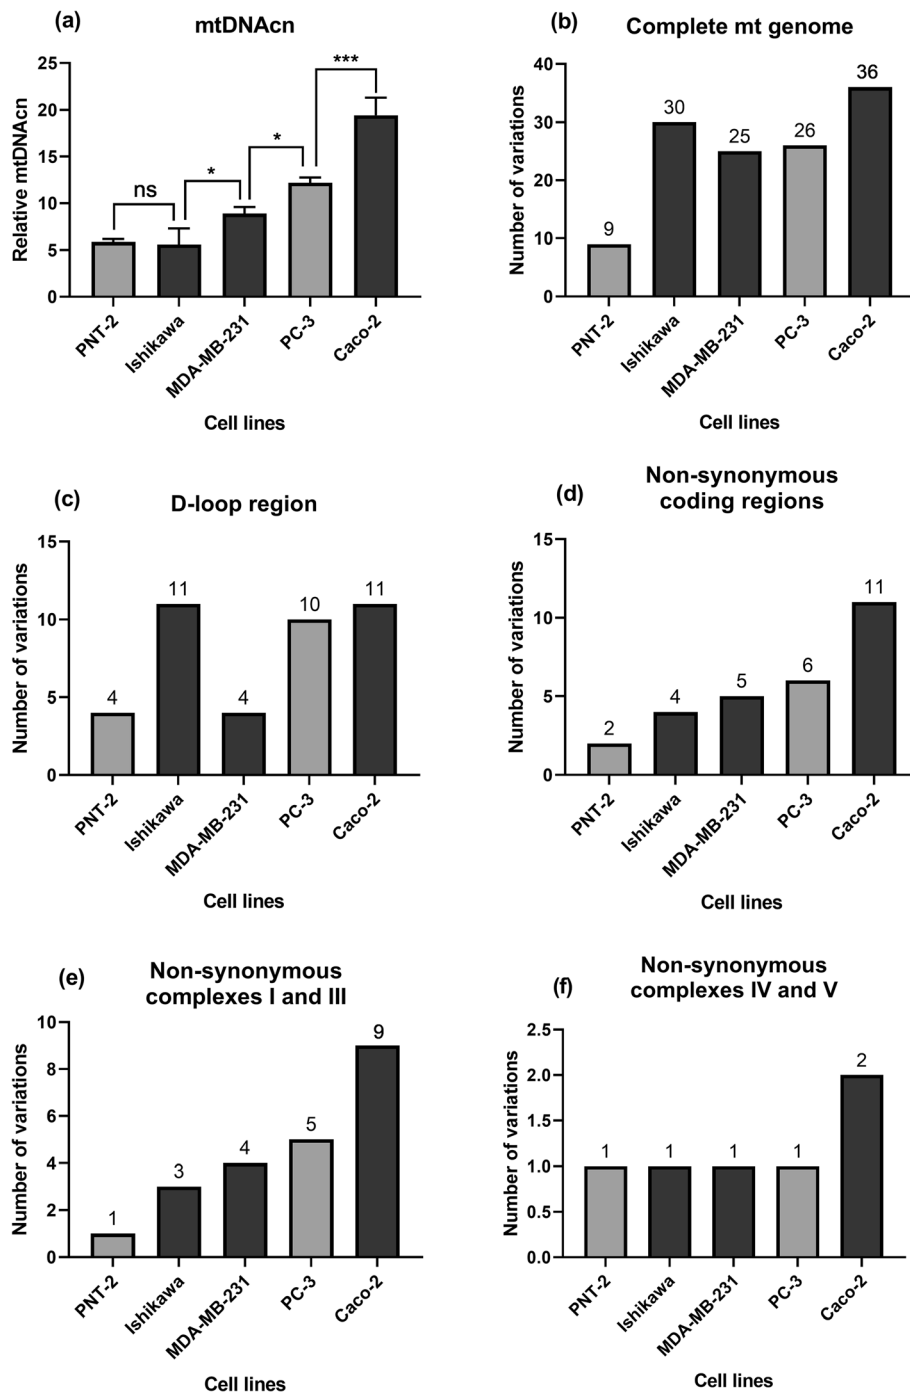 (a)
mtDNAcn
Relative mtDNAcn
25
20
15
10
5
0
ns
*
*
***
PNT-2
Ishikawa
MDA-MB-231
PC-3
Caco-2
Cell lines
(b)
Complete mt genome
Number of variations
40
30
20
10
0
9
30
25
26
36
PNT-2
Ishikawa
MDA-MB-231
PC-3
Caco-2
Cell lines
(c)
D-loop region
Number of variations
15
10
5
0
4
11
4
10
11
PNT-2
Ishikawa
MDA-MB-231
PC-3
Caco-2
Cell lines
(d)
Non-synonymous
coding regions
Number of variations
15
10
5
0
2
4
5
6
11
PNT-2
Ishikawa
MDA-MB-231
PC-3
Caco-2
Cell lines
(e)
Non-synonymous
complexes I and III
Number of variations
10
8
6
4
2
0
1
3
4
5
9
PNT-2
Ishikawa
MDA-MB-231
PC-3
Caco-2
Cell lines
(f)
Non-synonymous
complexes IV and V
Number of variations
2.5
2.0
1.5
1.0
0.5
0.0
1
1
1
1
2
PNT-2
Ishikawa
MDA-MB-231
PC-3
Caco-2
Cell lines